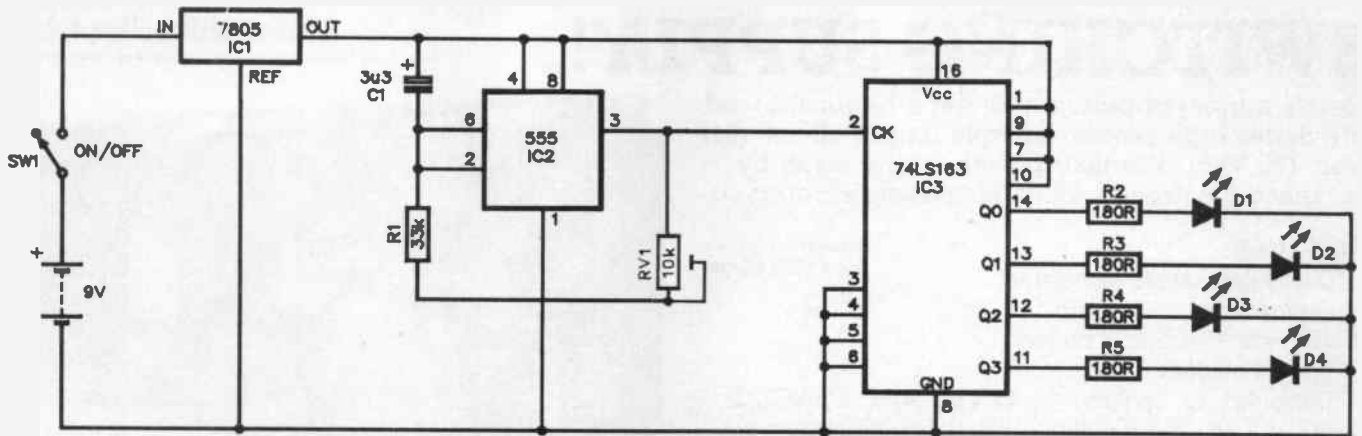 IN
7805
IC1
OUT
REF
3u3
C1
4
8
6
2
555
IC2
3
1
R1
33k
RV1
10k
SW1
ON/OFF
+
9V
+
16
Vcc
2
CK
74LS163
IC3
1
9
7
10
3
4
5
6
GND
8
Q0
14
R2
180R
D1
Q1
13
R3
180R
D2
Q2
12
R4
180R
D3
Q3
11
R5
180R
D4